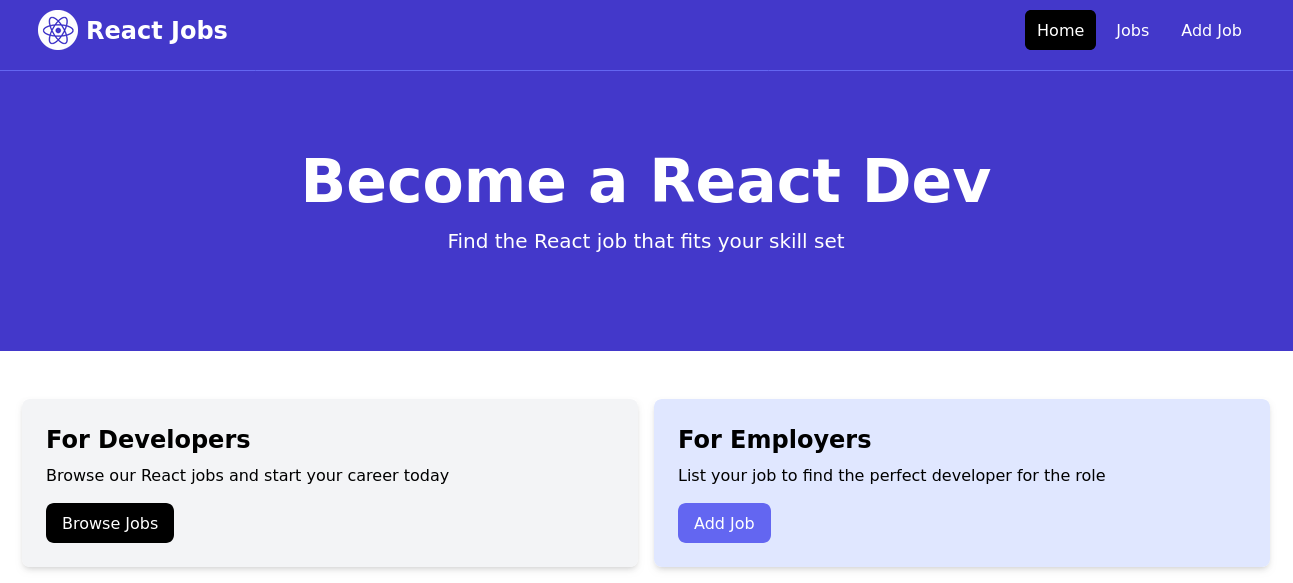 React Jobs
Home Jobs Add Job
Become a React Dev
Find the React job that fits your skill set
For Developers
Browse our React jobs and start your career today
Browse Jobs
For Employers
List your job to find the perfect developer for the role
Add Job